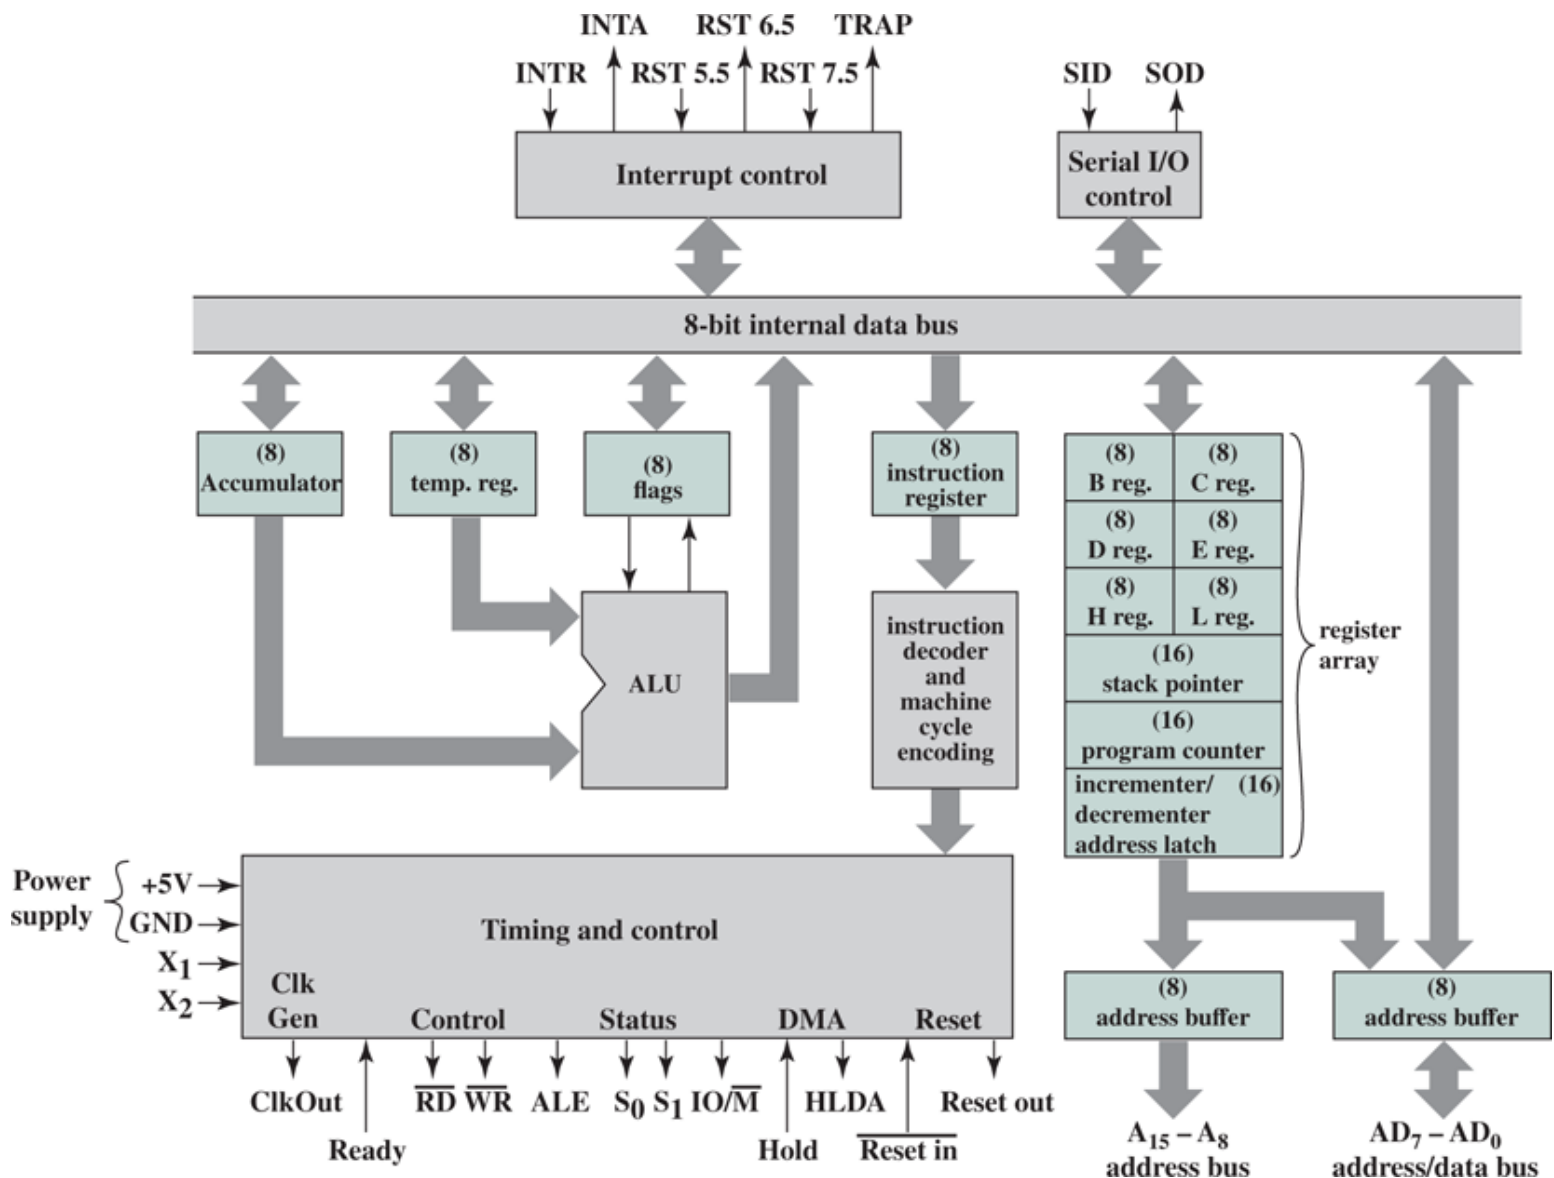 INTA RST 6.5 TRAP
INTR RST 5.5 RST 7.5 SID SOD
Interrupt control
Serial I/O
control
8-bit internal data bus
(8)
Accumulator
(8)
temp. reg.
(8)
flags
(8)
instruction
register
(8)
B reg.
(8)
C reg.
(8)
D reg.
(8)
E reg.
(8)
H reg.
(8)
L reg.
(16)
stack pointer
(16)
program counter
incrementer/ (16)
decrementer
address latch
register
array
ALU
instruction
decoder
and
machine
cycle
encoding
Power
supply
+5V
GND
X1
X2
Timing and control
Clk
Gen
Control
Status
DMA
Reset
ClkOut
Ready
R̅D̅
W̅R̅
ALE
S0
S1
IO/M̅
Hold
HLDA
R̅e̅s̅e̅t̅ ̅i̅n̅
Reset out
(8)
address buffer
(8)
address buffer
A15 – A8
address bus
AD7 – AD0
address/data bus